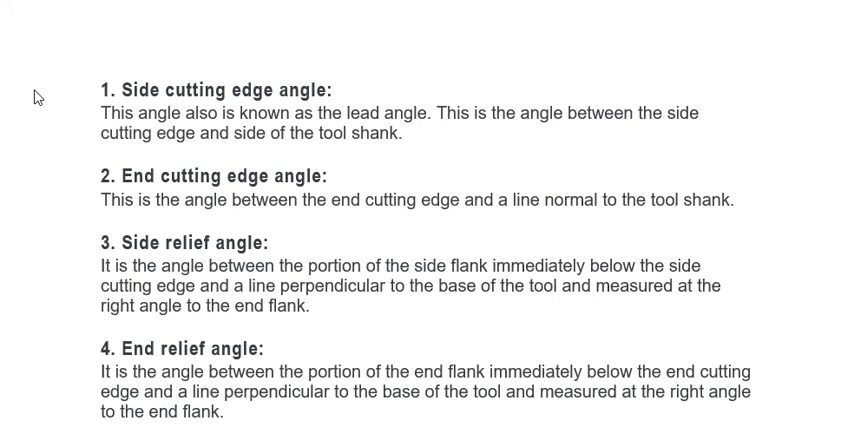 1. Side cutting edge angle:
This angle also is known as the lead angle. This is the angle between the side
cutting edge and side of the tool shank.
2. End cutting edge angle:
This is the angle between the end cutting edge and a line normal to the tool shank.
3. Side relief angle:
It is the angle between the portion of the side flank immediately below the side
cutting edge and a line perpendicular to the base of the tool and measured at the
right angle to the end flank.
4. End relief angle:
It is the angle between the portion of the end flank immediately below the end cutting
edge and a line perpendicular to the base of the tool and measured at the right angle
to the end flank.